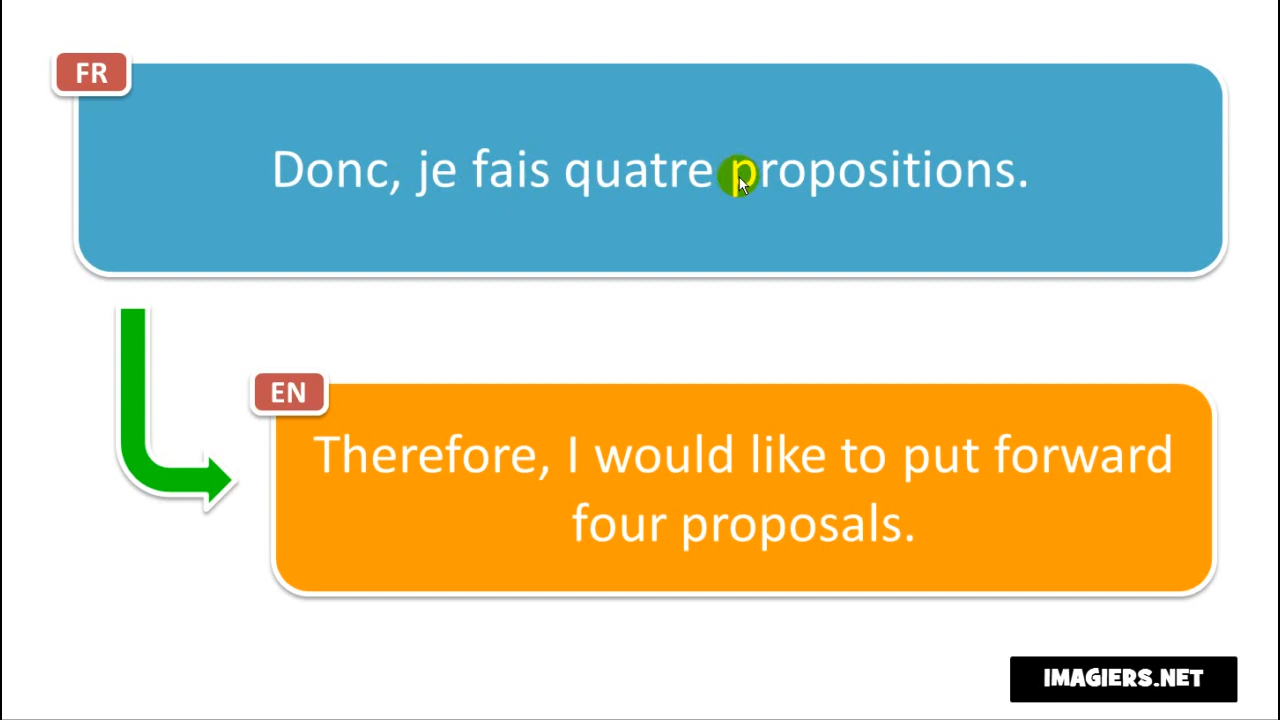 FR
Donc, je fais quatre propositions.
EN
Therefore, I would like to put forward
four proposals.
IMAGIERS.NET